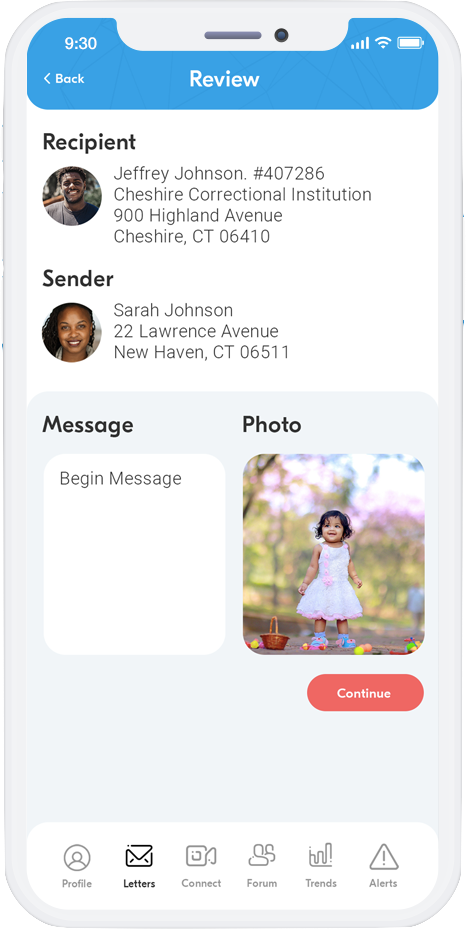 9:30
Back
Review
Recipient
Jeffrey Johnson. #407286
Cheshire Correctional Institution
900 Highland Avenue
Cheshire, CT 06410
Sender
Sarah Johnson
22 Lawrence Avenue
New Haven, CT 06511
Message
Photo
Begin Message
Continue
Profile
Letters
Connect
Forum
Trends
Alerts